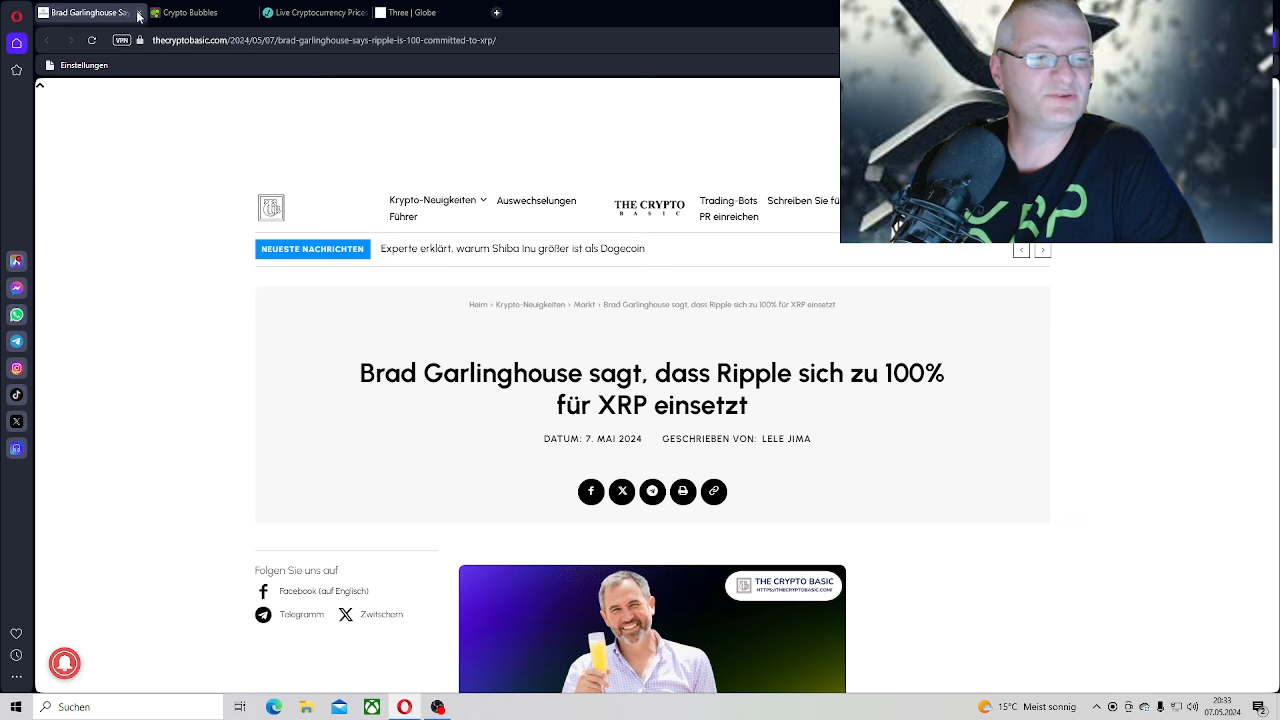 Brad Garlinghouse Say
Crypto Bubbles
Live Cryptocurrency Price
The Globe
VPN
thecryptobasic.com/2024/05/07/brad-garlinghouse-says-ripple-is-100-committed-to-xrp/
Einstellungen
Krypto-Neuigkeiten
Auswechselungen
THE CRYPTO
BASIC
Trading-Bots
Schreiben Sie fü
Führer
PR einreichen
NEUESTE NACHRICHTEN
Experte erklärt, warum Shiba Inu größer ist als Dogecoin
Heim › Krypto-Neuigkeiten › Markt › Brad Garlinghouse sagt, dass Ripple sich zu 100% für XRP einsetzt
Brad Garlinghouse sagt, dass Ripple sich zu 100%
für XRP einsetzt
DATUM: 7. MAI 2024
GESCHRIEBEN VON: LELE JIMA
Folgen Sie uns auf
Facebook (auf Englisch)
Telegramm
Zwitschern
THE CRYPTO BASIC
HTTPS://THECRYPTOBASIC.COM/
XRP
Suchen
15°C Meist sonnig
20:33
07.05.2024